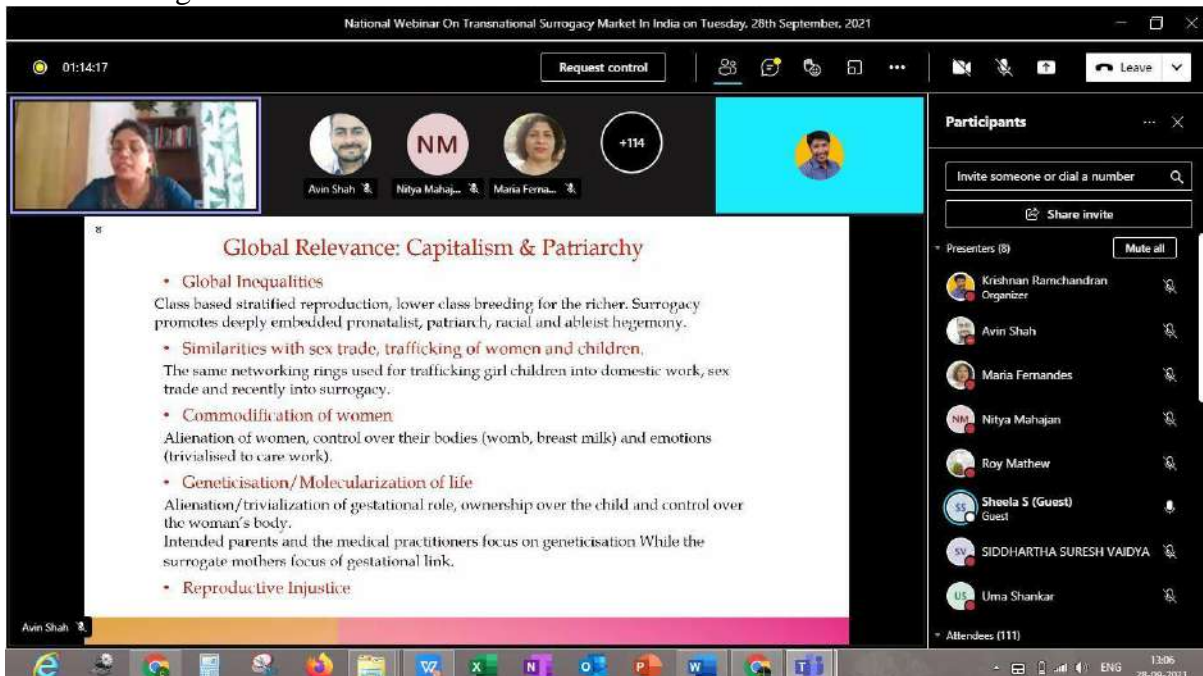 National Webinar On Transnational Surrogacy Market In India on Tuesday, 28th September, 2021
01:14:17
Request control
Leave
NM
+114
Avin Shah
Nitya Mahaj...
Maria Ferna...
Participants
Invite someone or dial a number
Share invite
Presenters (8)
Mute all
Krishnan Ramchandran
Organizer
Avin Shah
Maria Fernandes
NM
Nitya Mahajan
Roy Mathew
SS
Sheela S (Guest)
Guest
SV
SIDDHARTHA SURESH VAIDYA
US
Uma Shankar
Attendees (111)
8
Global Relevance: Capitalism & Patriarchy
• Global Inequalities
Class based stratified reproduction, lower class breeding for the richer. Surrogacy
promotes deeply embedded pronatalist, patriarch, racial and ableist hegemony.
• Similarities with sex trade, trafficking of women and children.
The same networking rings used for trafficking girl children into domestic work, sex
trade and recently into surrogacy.
• Commodification of women
Alienation of women, control over their bodies (womb, breast milk) and emotions
(trivialised to care work).
• Geneticisation/Molecularization of life
Alienation/trivialization of gestational role, ownership over the child and control over
the woman's body.
Intended parents and the medical practitioners focus on geneticisation While the
surrogate mothers focus of gestational link.
• Reproductive Injustice
Avin Shah
ENG
13:06
28-09-2021